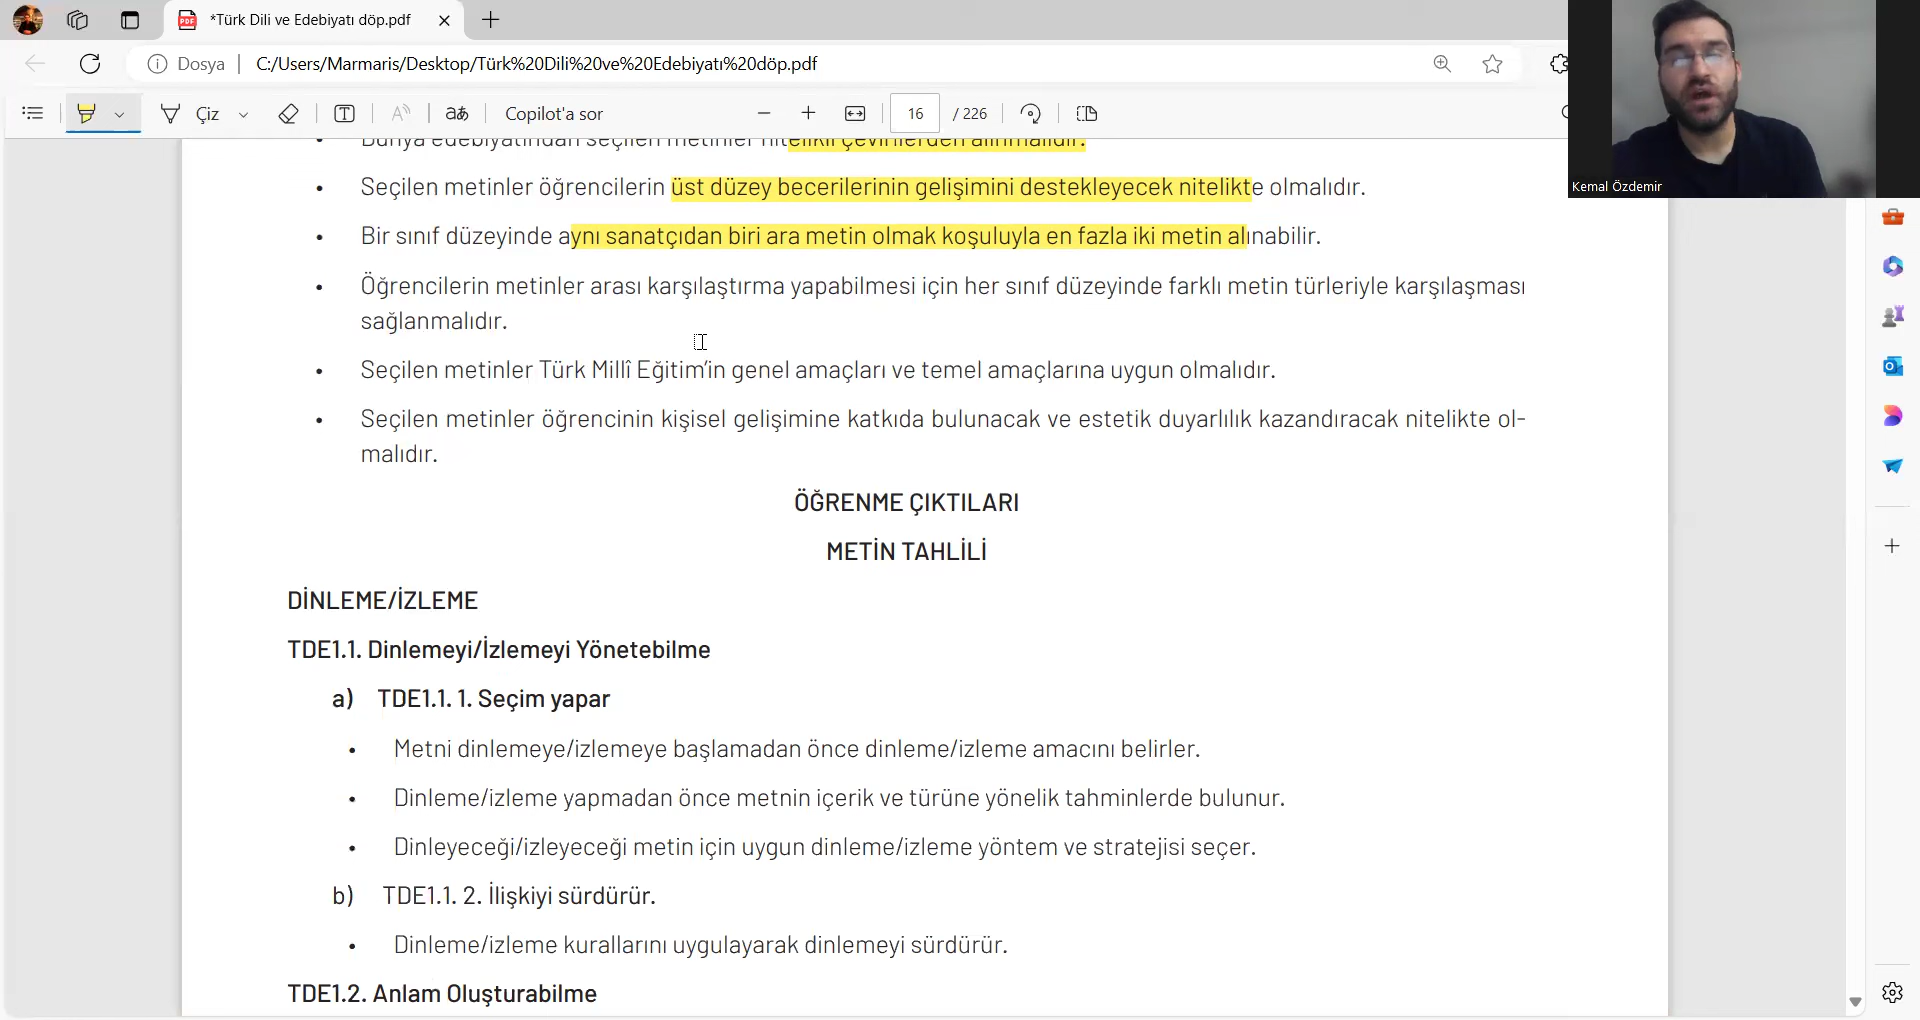 *Türk Dili ve Edebiyatı döp.pdf
Dosya
C:/Users/Marmaris/Desktop/Türk%20Dili%20ve%20Edebiyatı%20döp.pdf
Çiz
Copilot'a sor
16 / 226
Dünya edebiyatından seçilen metinler nitelikli çevirilerden alınmalıdır.
• Seçilen metinler öğrencilerin üst düzey becerilerinin gelişimini destekleyecek nitelikte olmalıdır.
• Bir sınıf düzeyinde aynı sanatçıdan biri ara metin olmak koşuluyla en fazla iki metin alınabilir.
• Öğrencilerin metinler arası karşılaştırma yapabilmesi için her sınıf düzeyinde farklı metin türleriyle karşılaşması
sağlanmalıdır.
• Seçilen metinler Türk Millî Eğitim'in genel amaçları ve temel amaçlarına uygun olmalıdır.
• Seçilen metinler öğrencinin kişisel gelişimine katkıda bulunacak ve estetik duyarlılık kazandıracak nitelikte ol-
malıdır.
ÖĞRENME ÇIKTILARI
METİN TAHLİLİ
DİNLEME/İZLEME
TDE1.1. Dinlemeyi/İzlemeyi Yönetebilme
a) TDE1.1. 1. Seçim yapar
• Metni dinlemeye/izlemeye başlamadan önce dinleme/izleme amacını belirler.
• Dinleme/izleme yapmadan önce metnin içerik ve türüne yönelik tahminlerde bulunur.
• Dinleyeceği/izleyeceği metin için uygun dinleme/izleme yöntem ve stratejisi seçer.
b) TDE1.1. 2. İlişkiyi sürdürür.
• Dinleme/izleme kurallarını uygulayarak dinlemeyi sürdürür.
TDE1.2. Anlam Oluşturabilme
Kemal Özdemir